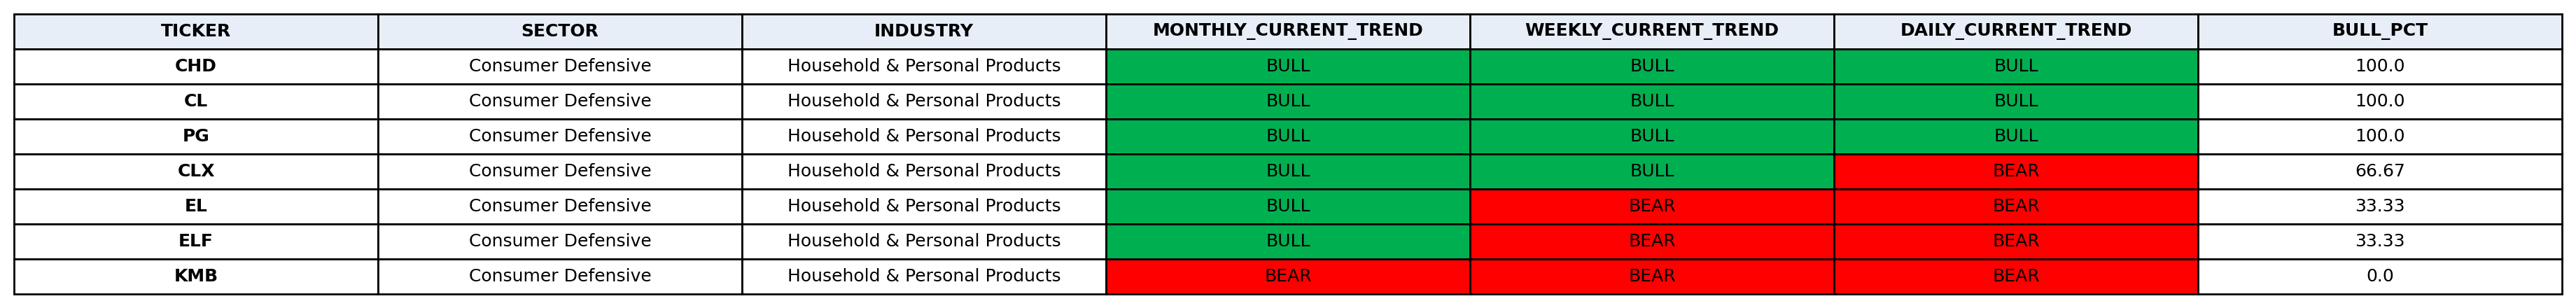 TICKER SECTOR INDUSTRY MONTHLY_CURRENT_TREND WEEKLY_CURRENT_TREND DAILY_CURRENT_TREND BULL_PCT
CHD Consumer Defensive Household & Personal Products BULL BULL BULL 100.0
CL Consumer Defensive Household & Personal Products BULL BULL BULL 100.0
PG Consumer Defensive Household & Personal Products BULL BULL BULL 100.0
CLX Consumer Defensive Household & Personal Products BULL BULL BEAR 66.67
EL Consumer Defensive Household & Personal Products BULL BEAR BEAR 33.33
ELF Consumer Defensive Household & Personal Products BULL BEAR BEAR 33.33
KMB Consumer Defensive Household & Personal Products BEAR BEAR BEAR 0.0